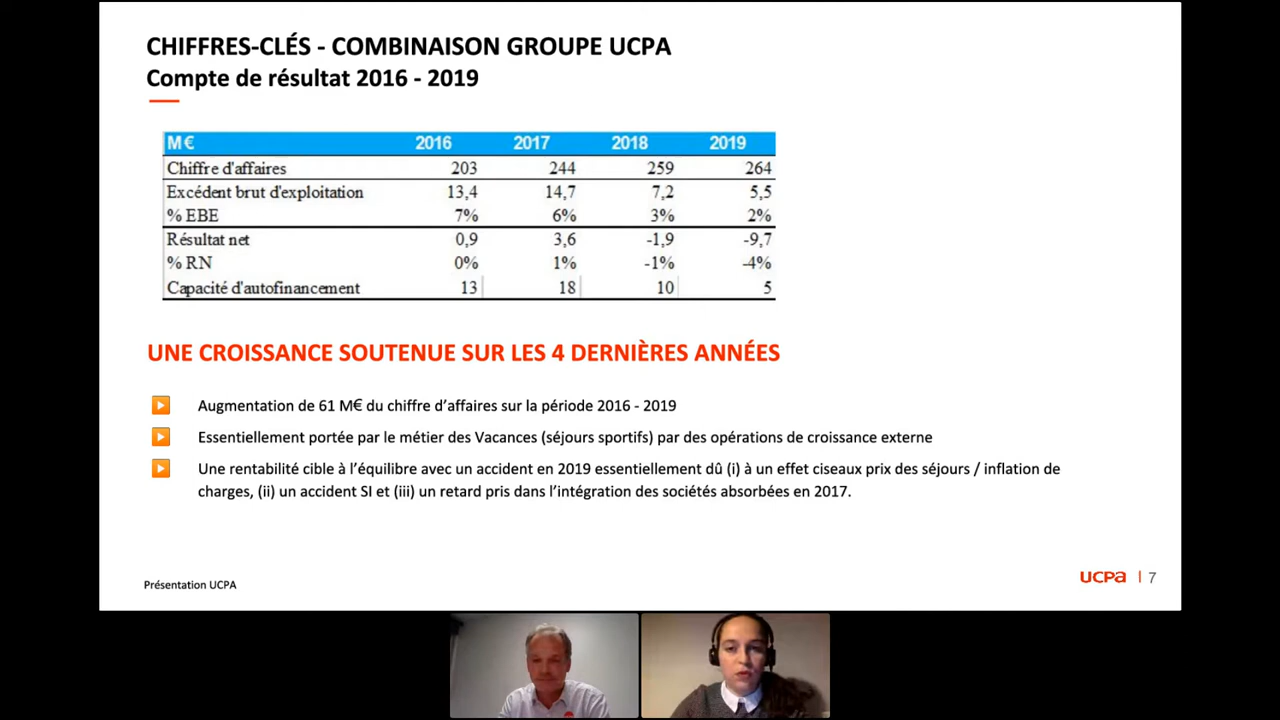 CHIFFRES-CLÉS - COMBINAISON GROUPE UCPA
Compte de résultat 2016 - 2019
M€ 2016 2017 2018 2019
Chiffre d'affaires 203 244 259 264
Excédent brut d'exploitation 13,4 14,7 7,2 5,5
% EBE 7% 6% 3% 2%
Résultat net 0,9 3,6 -1,9 -9,7
% RN 0% 1% -1% -4%
Capacité d'autofinancement 13 18 10 5
UNE CROISSANCE SOUTENUE SUR LES 4 DERNIÈRES ANNÉES
Augmentation de 61 M€ du chiffre d’affaires sur la période 2016 - 2019
Essentiellement portée par le métier des Vacances (séjours sportifs) par des opérations de croissance externe
Une rentabilité cible à l’équilibre avec un accident en 2019 essentiellement dû (i) à un effet ciseaux prix des séjours / inflation de
charges, (ii) un accident SI et (iii) un retard pris dans l’intégration des sociétés absorbées en 2017.
Présentation UCPA
UCPA | 7